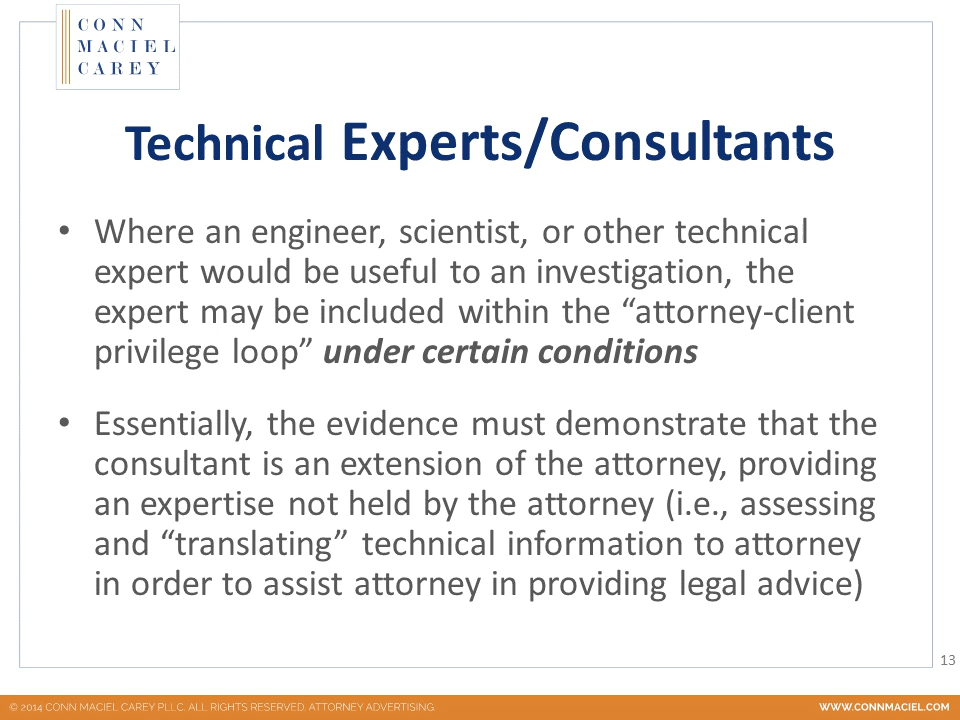 CONN
MACIEL
CAREY
Technical Experts/Consultants
• Where an engineer, scientist, or other technical
expert would be useful to an investigation, the
expert may be included within the “attorney-client
privilege loop” under certain conditions
• Essentially, the evidence must demonstrate that the
consultant is an extension of the attorney, providing
an expertise not held by the attorney (i.e., assessing
and “translating” technical information to attorney
in order to assist attorney in providing legal advice)
13
© 2014 CONN MACIEL CAREY PLLC. ALL RIGHTS RESERVED. ATTORNEY ADVERTISING. WWW.CONNMACIEL.COM